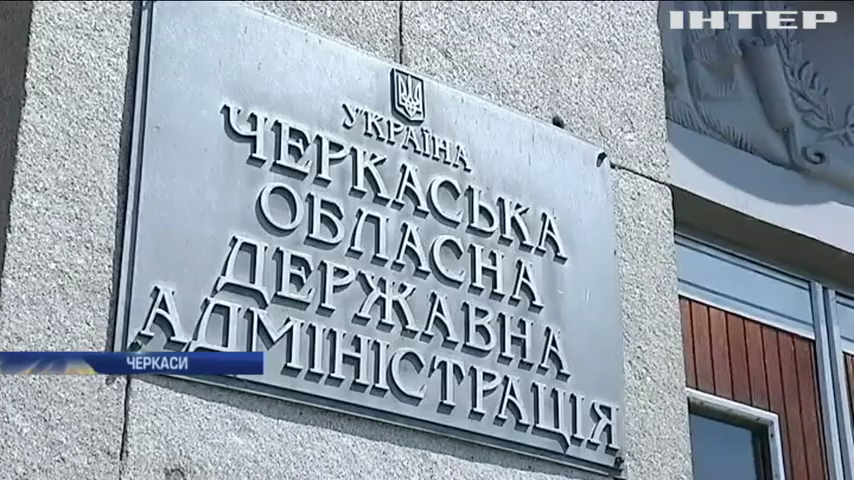 ІНТЕР
УКРАЇНА
ЧЕРКАСЬКА
ОБЛАСНА
ДЕРЖАВНА
АДМІНІСТРАЦІЯ
ЧЕРКАСИ